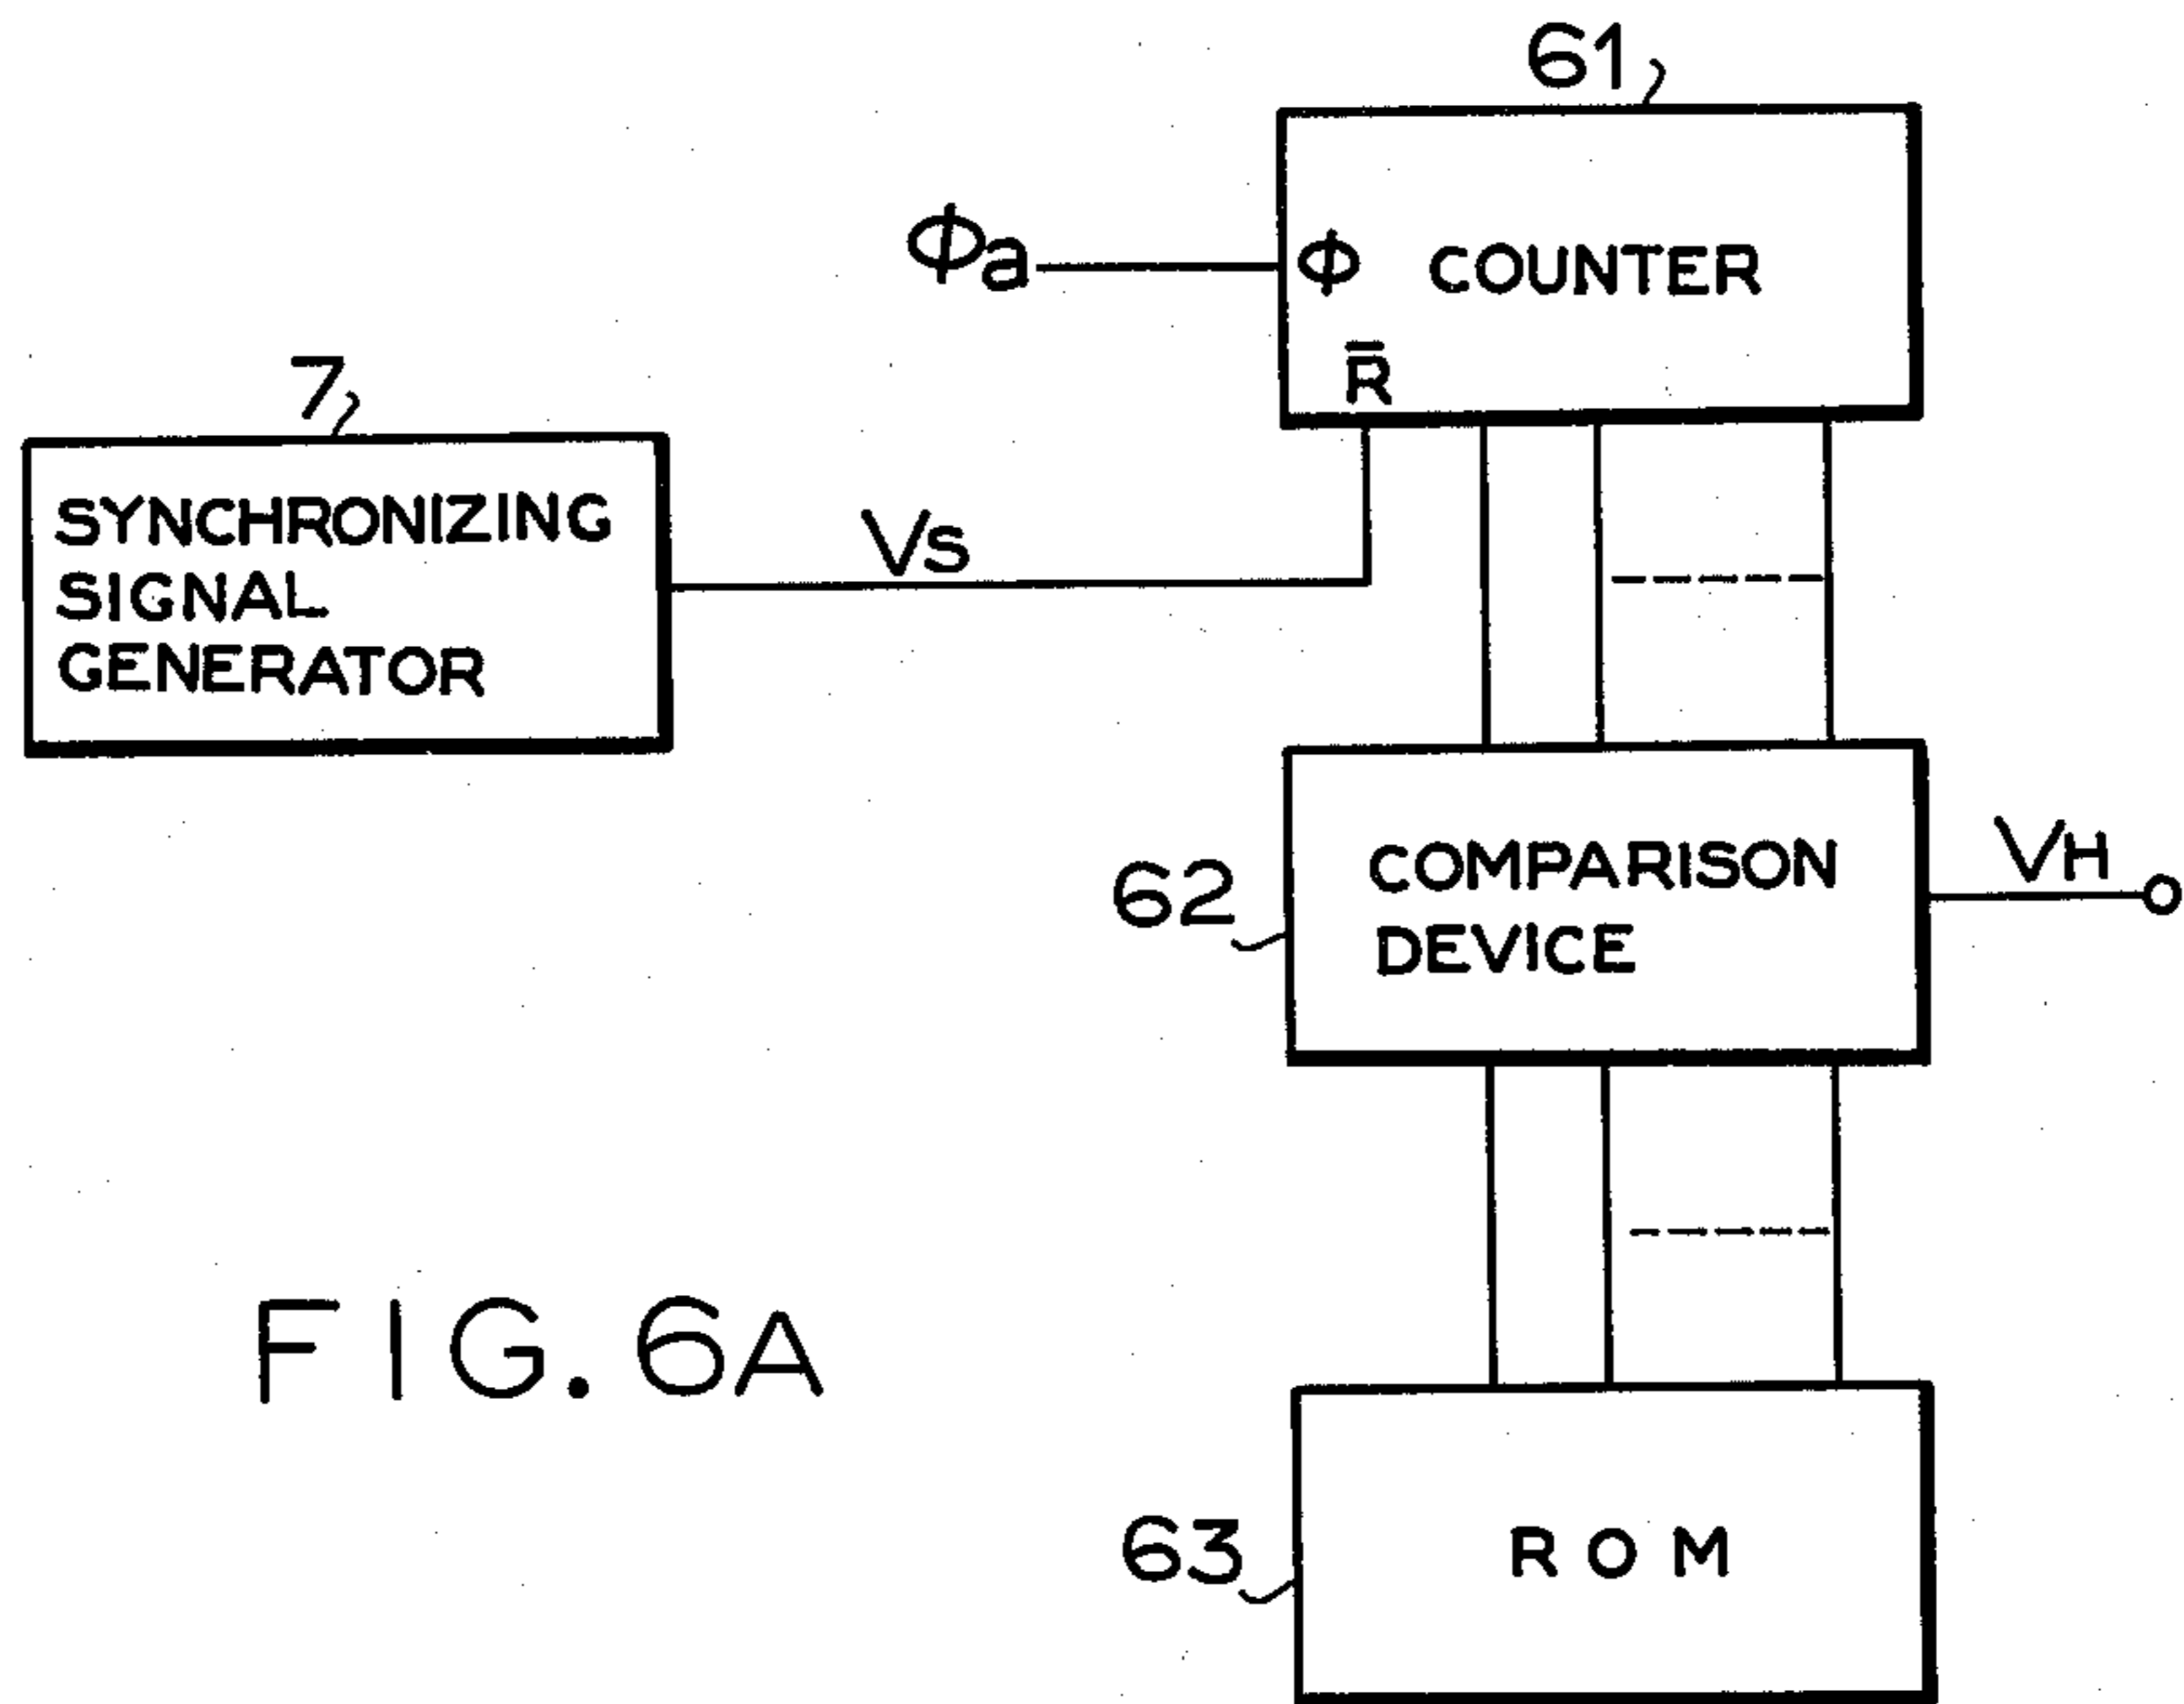 61
Φa
Φ COUNTER
R̅
7
SYNCHRONIZING
SIGNAL
GENERATOR
Vs
62
COMPARISON
DEVICE
VH
63
ROM
FIG. 6A